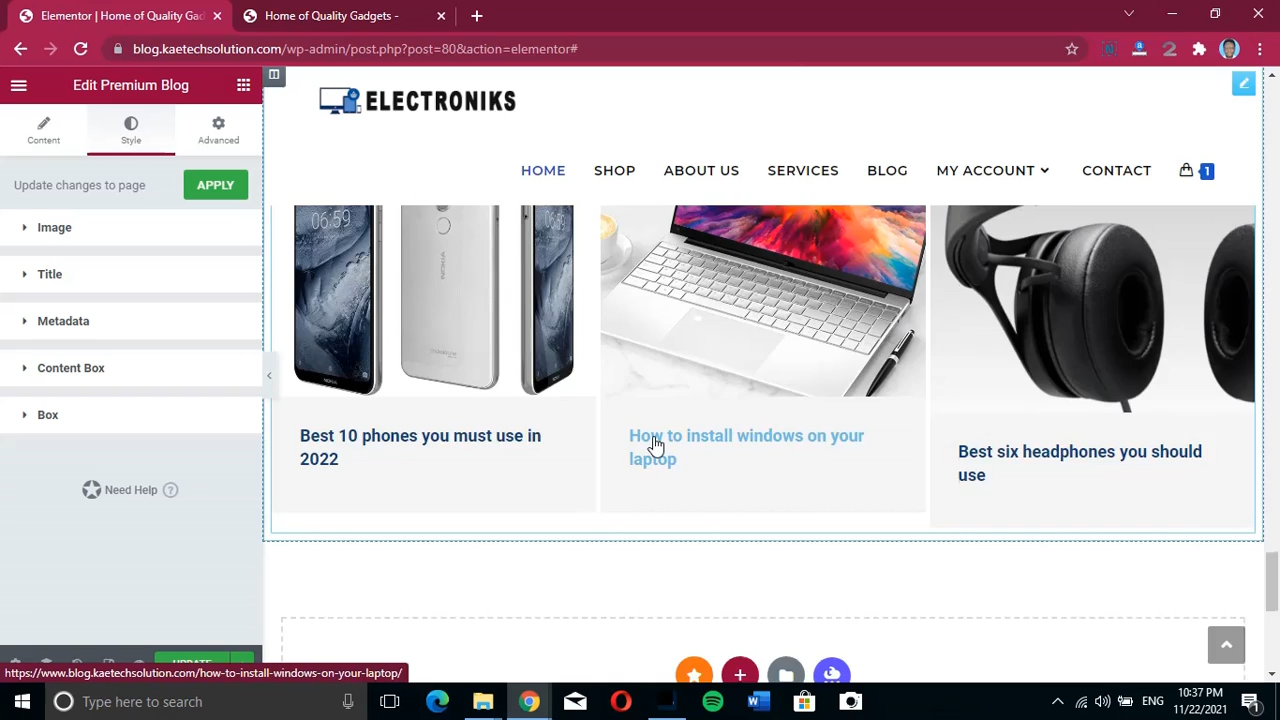 Elementor | Home of Quality Gad
Home of Quality Gadgets -
blog.kaetechsolution.com/wp-admin/post.php?post=80&action=elementor#
Edit Premium Blog
Content
Style
Advanced
Update changes to page
APPLY
Image
Title
Metadata
Content Box
Box
Need Help
ELECTRONIKS
HOME
SHOP
ABOUT US
SERVICES
BLOG
MY ACCOUNT
CONTACT
1
06:59
NOKIA
06:59
Best 10 phones you must use in
2022
How to install windows on your
laptop
Best six headphones you should
use
UPDATE
https://www.blog.kaetechsolution.com/how-to-install-windows-on-your-laptop/
Type here to search
ENG
10:37 PM
11/22/2021